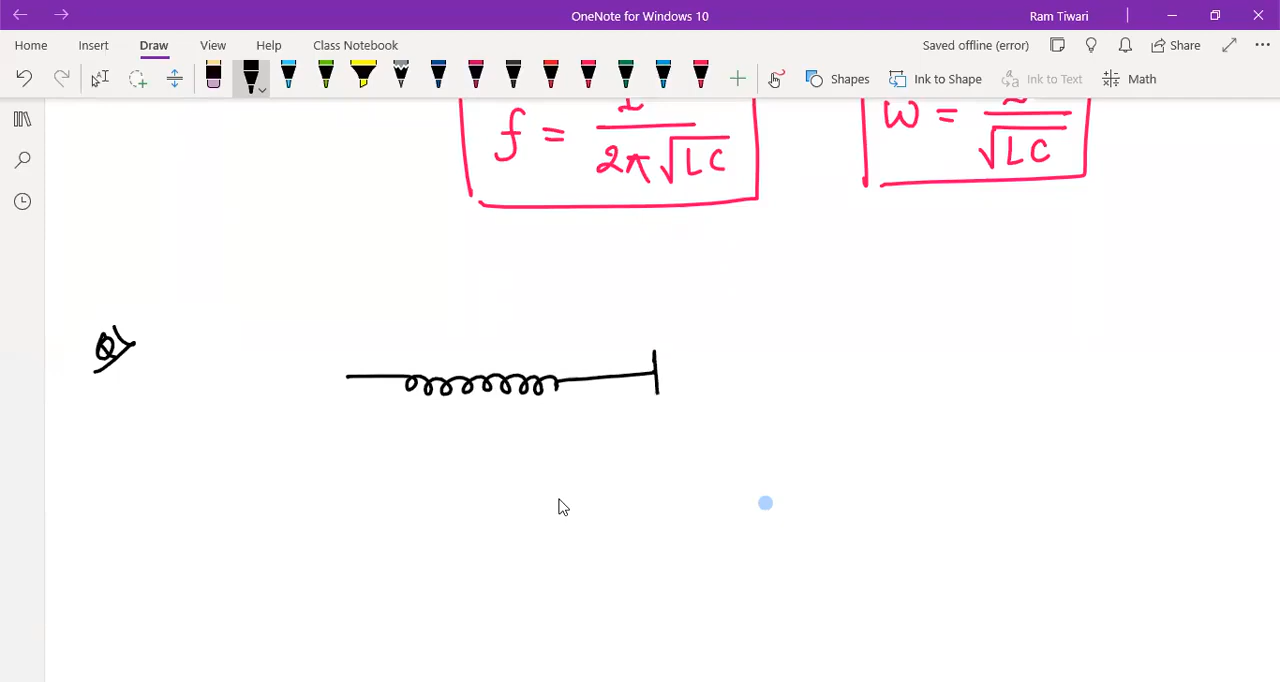 OneNote for Windows 10
Ram Tiwari
Home Insert Draw View Help Class Notebook
Saved offline (error) Share
Shapes Ink to Shape Ink to Text Math
f = 1/2π√LC
ω = /√LC
Q)